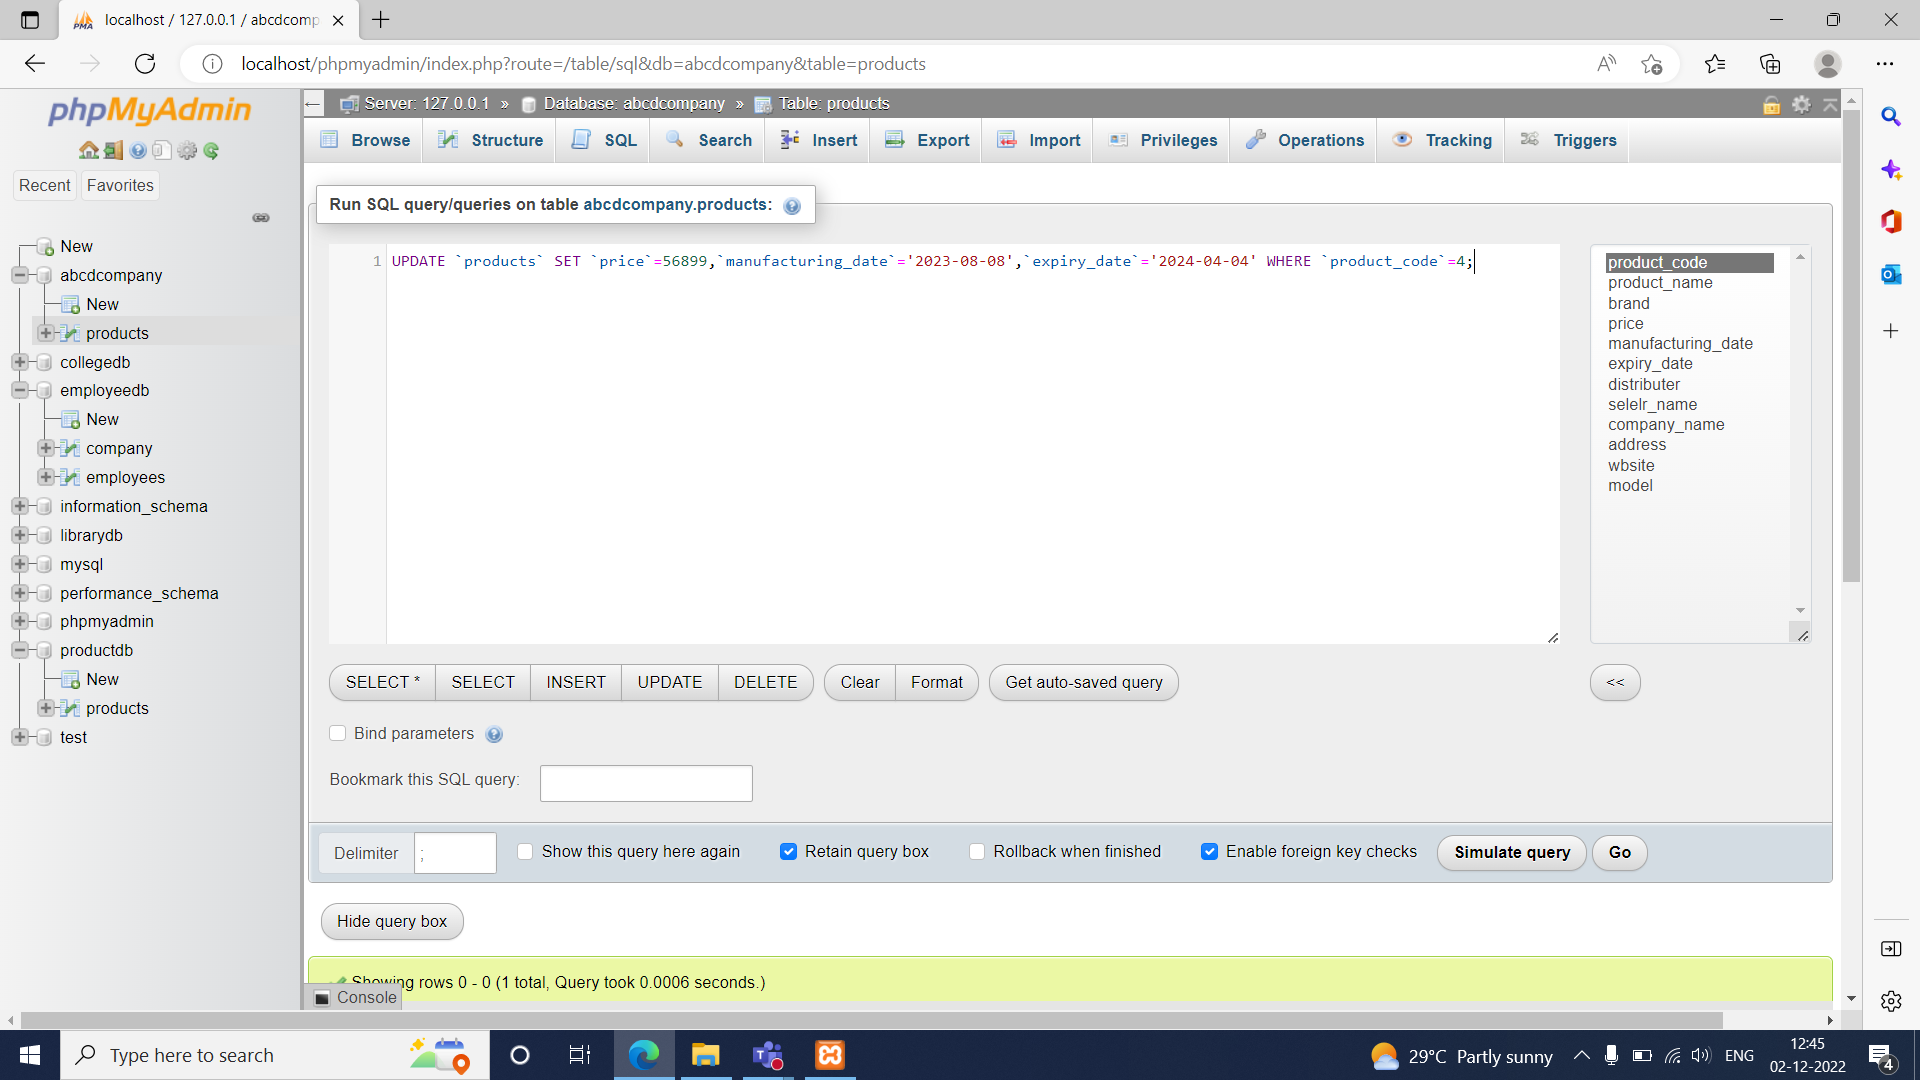 localhost / 127.0.0.1 / abcdcomp
localhost/phpmyadmin/index.php?route=/table/sql&db=abcdcompany&table=products
phpMyAdmin
Recent
Favorites
New
abcdcompany
New
products
collegedb
employeedb
New
company
employees
information_schema
librarydb
mysql
performance_schema
phpmyadmin
productdb
New
products
test
Server: 127.0.0.1 » Database: abcdcompany » Table: products
Browse
Structure
SQL
Search
Insert
Export
Import
Privileges
Operations
Tracking
Triggers
Run SQL query/queries on table abcdcompany.products:
1 UPDATE `products` SET `price`=56899,`manufacturing_date`='2023-08-08',`expiry_date`='2024-04-04' WHERE `product_code`=4;
product_code
product_name
brand
price
manufacturing_date
expiry_date
distributer
selelr_name
company_name
address
wbsite
model
SELECT *
SELECT
INSERT
UPDATE
DELETE
Clear
Format
Get auto-saved query
<<
Bind parameters
Bookmark this SQL query:
Delimiter ;
Show this query here again
Retain query box
Rollback when finished
Enable foreign key checks
Simulate query
Go
Hide query box
Showing rows 0 - 0 (1 total, Query took 0.0006 seconds.)
Console
Type here to search
29°C Partly sunny
ENG
12:45
02-12-2022
4